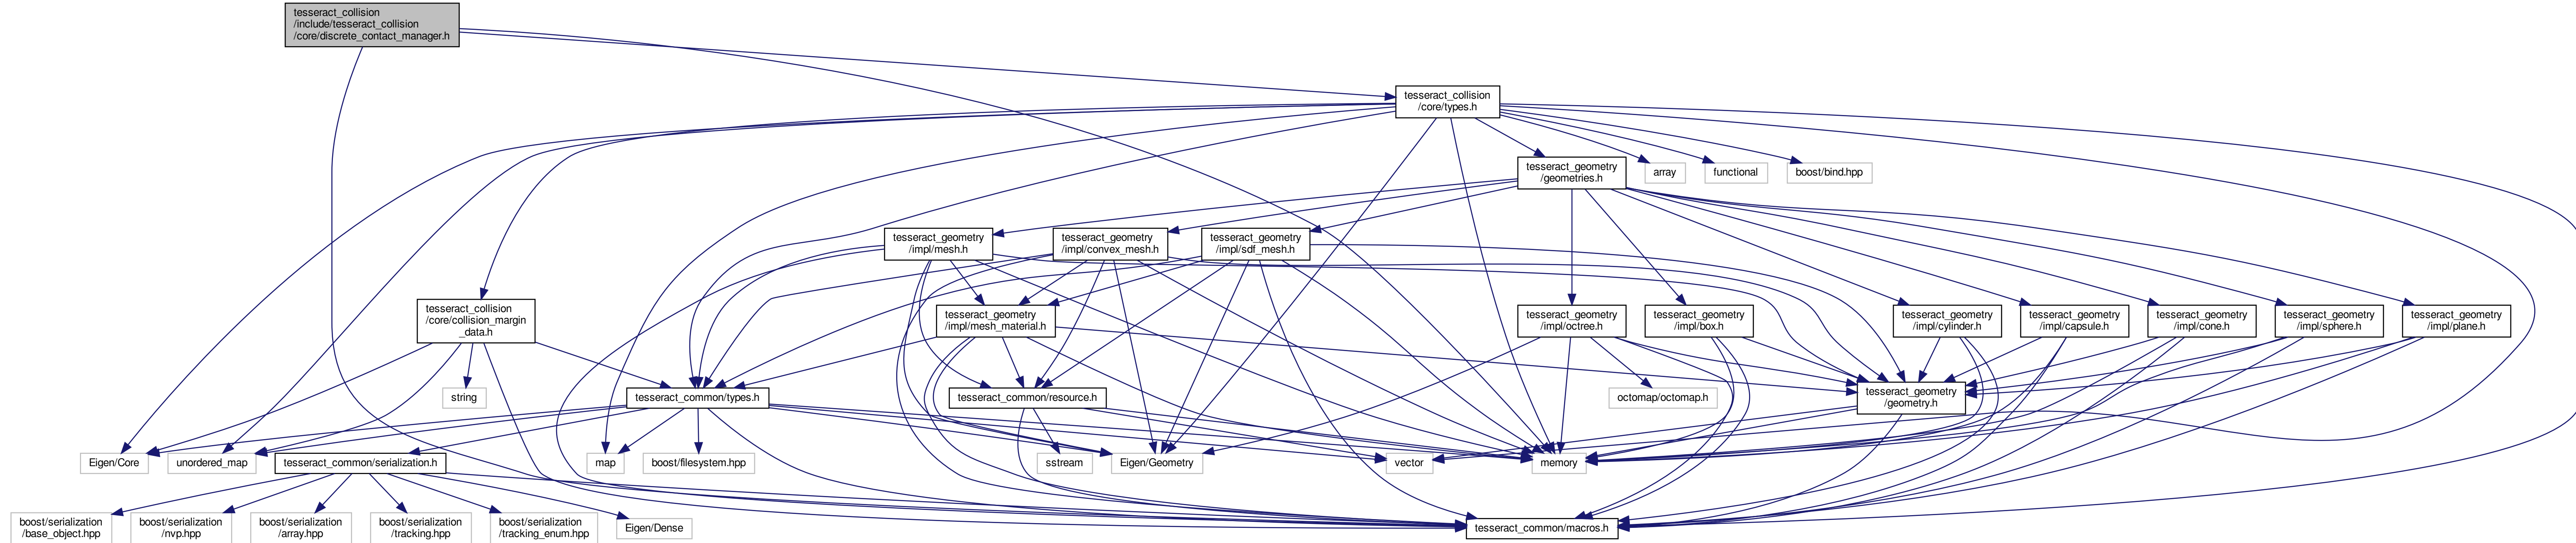 tesseract_collision
/include/tesseract_collision
/core/discrete_contact_manager.h
tesseract_collision
/core/types.h
tesseract_geometry
/geometries.h
array
functional
boost/bind.hpp
tesseract_geometry
/impl/mesh.h
tesseract_geometry
/impl/convex_mesh.h
tesseract_geometry
/impl/sdf_mesh.h
tesseract_collision
/core/collision_margin
_data.h
tesseract_geometry
/impl/mesh_material.h
tesseract_geometry
/impl/octree.h
tesseract_geometry
/impl/box.h
tesseract_geometry
/impl/cylinder.h
tesseract_geometry
/impl/capsule.h
tesseract_geometry
/impl/cone.h
tesseract_geometry
/impl/sphere.h
tesseract_geometry
/impl/plane.h
string
tesseract_common/types.h
tesseract_common/resource.h
octomap/octomap.h
tesseract_geometry
/geometry.h
Eigen/Core
unordered_map
tesseract_common/serialization.h
map
boost/filesystem.hpp
sstream
Eigen/Geometry
vector
memory
boost/serialization
/base_object.hpp
boost/serialization
/nvp.hpp
boost/serialization
/array.hpp
boost/serialization
/tracking.hpp
boost/serialization
/tracking_enum.hpp
Eigen/Dense
tesseract_common/macros.h